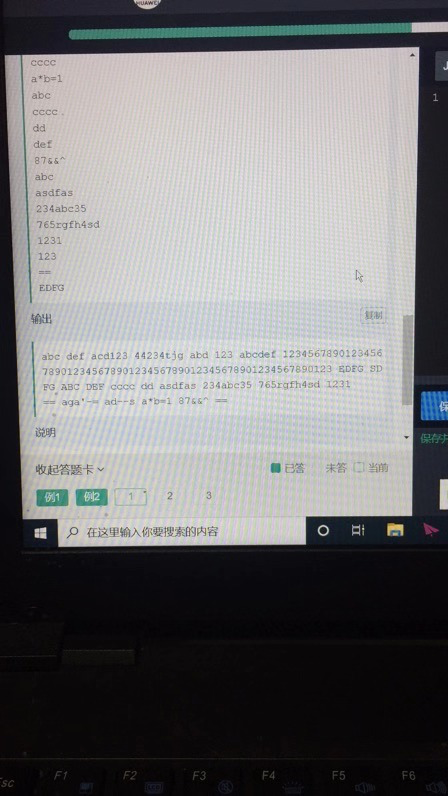 HUAWEI
cccc
a*b=1
abc
cccc
dd
def
87&&^
abc
asdfas
234abc35
765rgfh4sd
1231
123
==
EDFG
输出
复制
abc def acd123 44234tjg abd 123 abcdef 1234567890123456
78901234567890123456789012345678901234567890123 EDFG SD
FG ABC DEF cccc dd asdfas 234abc35 765rgfh4sd 1231
== aga'-= ad--s a*b=1 87&&^ ==
说明
收起答题卡
已答 未答 当前
例1 例2 1 2 3
1
保存并
在这里输入你要搜索的内容
F1 F2 F3 F4 F5 F6